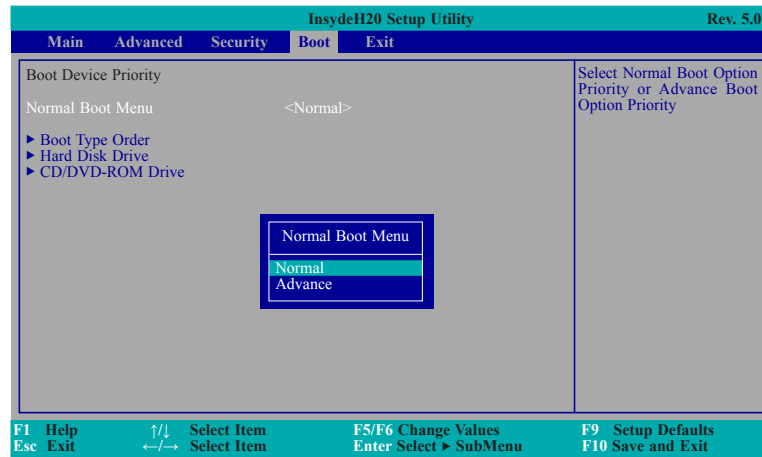 InsydeH20 Setup Utility Rev. 5.0
Main Advanced Security Boot Exit
Boot Device Priority
Normal Boot Menu <Normal>
► Boot Type Order
► Hard Disk Drive
► CD/DVD-ROM Drive
Select Normal Boot Option
Priority or Advance Boot
Option Priority
Normal Boot Menu
Normal
Advance
F1 Help ↑/↓ Select Item F5/F6 Change Values F9 Setup Defaults
Esc Exit ←/→ Select Item Enter Select ► SubMenu F10 Save and Exit